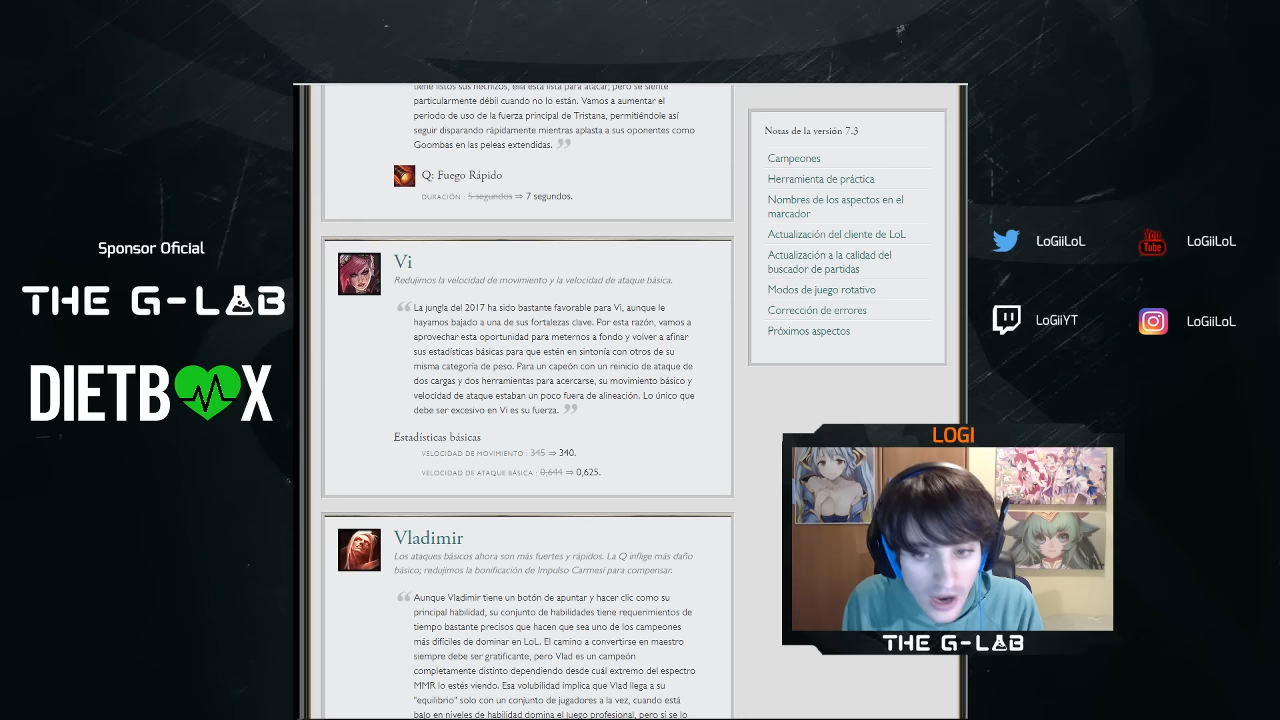 Sponsor Oficial
THE G-LAB
DIETBOX
tiene listos sus hechizos, ella está lista para atacar, pero se siente
particularmente débil cuando no lo están. Vamos a aumentar el
periodo de uso de la fuerza principal de Tristana, permitiéndole así
seguir disparando rápidamente mientras aplasta a sus oponentes como
Goombas en las peleas extendidas.
Q: Fuego Rápido
DURACIÓN : 5 segundos ⇒ 7 segundos.
Vi
Redujimos la velocidad de movimiento y la velocidad de ataque básica.
La jungla del 2017 ha sido bastante favorable para Vi, aunque le
hayamos bajado a una de sus fortalezas clave. Por esta razón, vamos a
aprovechar esta oportunidad para meternos a fondo y volver a afinar
sus estadísticas básicas para que estén en sintonía con otros de su
misma categoría de peso. Para un capeón con un reinicio de ataque de
dos cargas y dos herramientas para acercarse, su movimiento básico y
velocidad de ataque estaban un poco fuera de alineación. Lo único que
debe ser excesivo en Vi es su fuerza.
Estadísticas básicas
VELOCIDAD DE MOVIMIENTO : 345 ⇒ 340.
VELOCIDAD DE ATAQUE BÁSICA : 0,644 ⇒ 0,625.
Vladimir
Los ataques básicos ahora son más fuertes y rápidos. La Q inflige más daño
básico; redujimos la bonificación de Impulso Carmesí para compensar.
Aunque Vladimir tiene un botón de apuntar y hacer clic como su
principal habilidad, su conjunto de habilidades tiene requerimientos de
tiempo bastante precisos que hacen que sea uno de los campeones
más difíciles de dominar en LoL. El camino a convertirse en maestro
siempre debe ser gratificante, pero Vlad es un campeón
completamente distinto dependiendo desde cuál extremo del espectro
MMR lo estés viendo. Esa volubilidad implica que Vlad llega a su
"equilibrio" solo con un conjunto de jugadores a la vez, cuando está
bajo en niveles de habilidad domina el juego profesional, pero si se lo
Notas de la versión 7.3
Campeones
Herramienta de práctica
Nombres de los aspectos en el
marcador
Actualización del cliente de LoL
Actualización a la calidad del
buscador de partidas
Modos de juego rotativo
Corrección de errores
Próximos aspectos
LoGiiLoL
You
Tube
LoGiiLoL
LoGiiYT
LoGiiLoL
LOGI
THE G-LAB